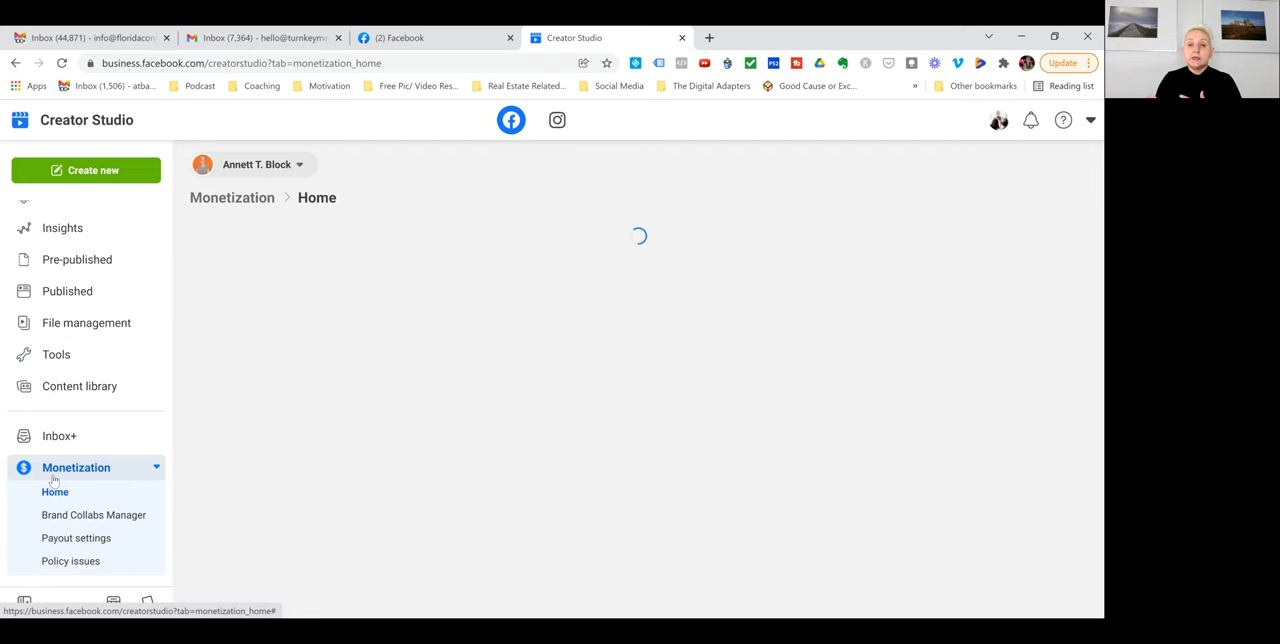 Inbox (44,871) - info@floridacon
Inbox (7,364) - hello@turnkeyme
(2) Facebook
Creator Studio
business.facebook.com/creatorstudio?tab=monetization_home
Update
Apps
Inbox (1,506) - atba...
Podcast
Coaching
Motivation
Free Pic/ Video Res...
Real Estate Related...
Social Media
The Digital Adapters
Good Cause or Exc...
»
Other bookmarks
Reading list
Creator Studio
Create new
Annett T. Block
Monetization > Home
Insights
Pre-published
Published
File management
Tools
Content library
Inbox+
Monetization
Home
Brand Collabs Manager
Payout settings
Policy issues
https://business.facebook.com/creatorstudio?tab=monetization_home#